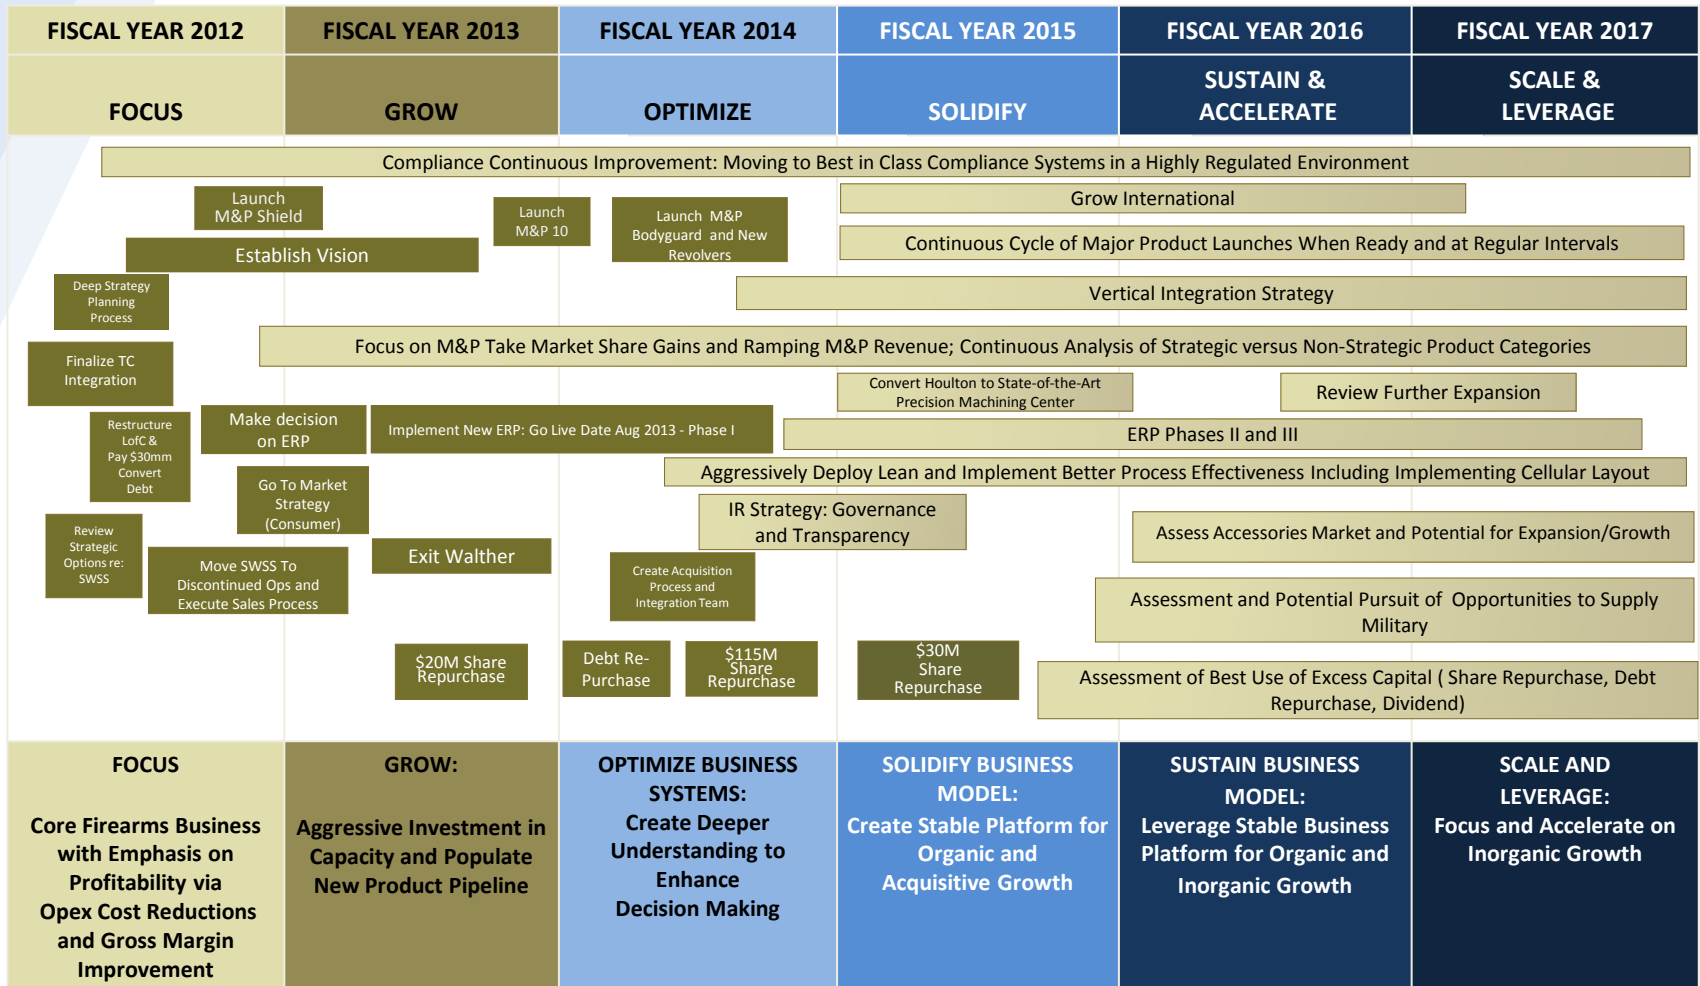 FISCAL YEAR 2012
FISCAL YEAR 2013
FISCAL YEAR 2014
FISCAL YEAR 2015
FISCAL YEAR 2016
FISCAL YEAR 2017
FOCUS
GROW
OPTIMIZE
SOLIDIFY
SUSTAIN &
ACCELERATE
SCALE &
LEVERAGE
Compliance Continuous Improvement: Moving to Best in Class Compliance Systems in a Highly Regulated Environment
Launch
M&P Shield
Launch
M&P 10
Launch M&P
Bodyguard and New
Revolvers
Grow International
Establish Vision
Continuous Cycle of Major Product Launches When Ready and at Regular Intervals
Deep Strategy
Planning
Process
Vertical Integration Strategy
Finalize TC
Integration
Focus on M&P Take Market Share Gains and Ramping M&P Revenue; Continuous Analysis of Strategic versus Non-Strategic Product Categories
Convert Houlton to State-of-the-Art
Precision Machining Center
Review Further Expansion
Restructure
LofC &
Pay $30mm
Convert
Debt
Make decision
on ERP
Implement New ERP: Go Live Date Aug 2013 - Phase I
ERP Phases II and III
Aggressively Deploy Lean and Implement Better Process Effectiveness Including Implementing Cellular Layout
Go To Market
Strategy
(Consumer)
IR Strategy: Governance
and Transparency
Review
Strategic
Options re:
SWSS
Move SWSS To
Discontinued Ops and
Execute Sales Process
Exit Walther
Assess Accessories Market and Potential for Expansion/Growth
Create Acquisition
Process and
Integration Team
Assessment and Potential Pursuit of Opportunities to Supply
Military
$20M Share
Repurchase
Debt Re-
Purchase
$115M
Share
Repurchase
$30M
Share
Repurchase
Assessment of Best Use of Excess Capital ( Share Repurchase, Debt
Repurchase, Dividend)
FOCUS
Core Firearms Business
with Emphasis on
Profitability via
Opex Cost Reductions
and Gross Margin
Improvement
GROW:
Aggressive Investment in
Capacity and Populate
New Product Pipeline
OPTIMIZE BUSINESS
SYSTEMS:
Create Deeper
Understanding to
Enhance
Decision Making
SOLIDIFY BUSINESS
MODEL:
Create Stable Platform for
Organic and
Acquisitive Growth
SUSTAIN BUSINESS
MODEL:
Leverage Stable Business
Platform for Organic and
Inorganic Growth
SCALE AND
LEVERAGE:
Focus and Accelerate on
Inorganic Growth